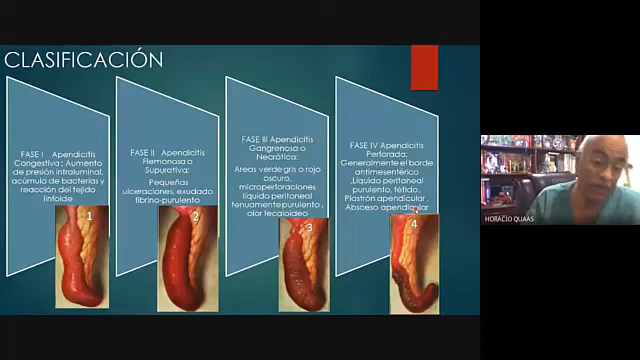 CLASIFICACIÓN
FASE I Apendicitis
Congestiva: Aumento
de presión intraluminal,
acúmulo de bacterias y
reacción del tejido
linfoide
FASE II Apendicitis
Flemonosa o
Supurativa:
Pequeñas
ulceraciones, exudado
fibrino-purulento
FASE III Apendicitis
Gangrenosa o
Necrótica:
Areas verde gris o rojo
oscuro,
microperforaciones
líquido peritoneal
tenuamente purulento,
olor fecaloideo
FASE IV Apendicitis
Perforada:
Generalmente el borde
antimesentérico
,Líquido peritoneal
purulento, fétido,
Plastrón apendicular,
Absceso apendicular
1
2
3
4
HORACIO QUAAS